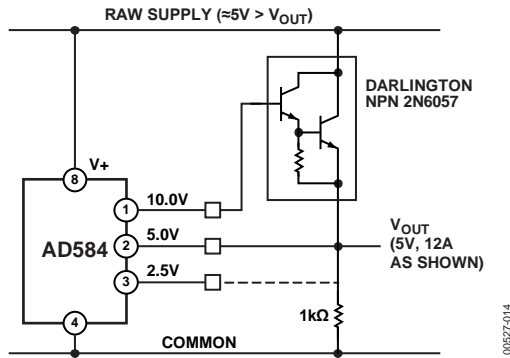 RAW SUPPLY (≈5V > VOUT)
DARLINGTON
NPN 2N6057
8
V+
1
10.0V
AD584
2
5.0V
VOUT
(5V, 12A
AS SHOWN)
3
2.5V
1kΩ
4
COMMON
00527-014